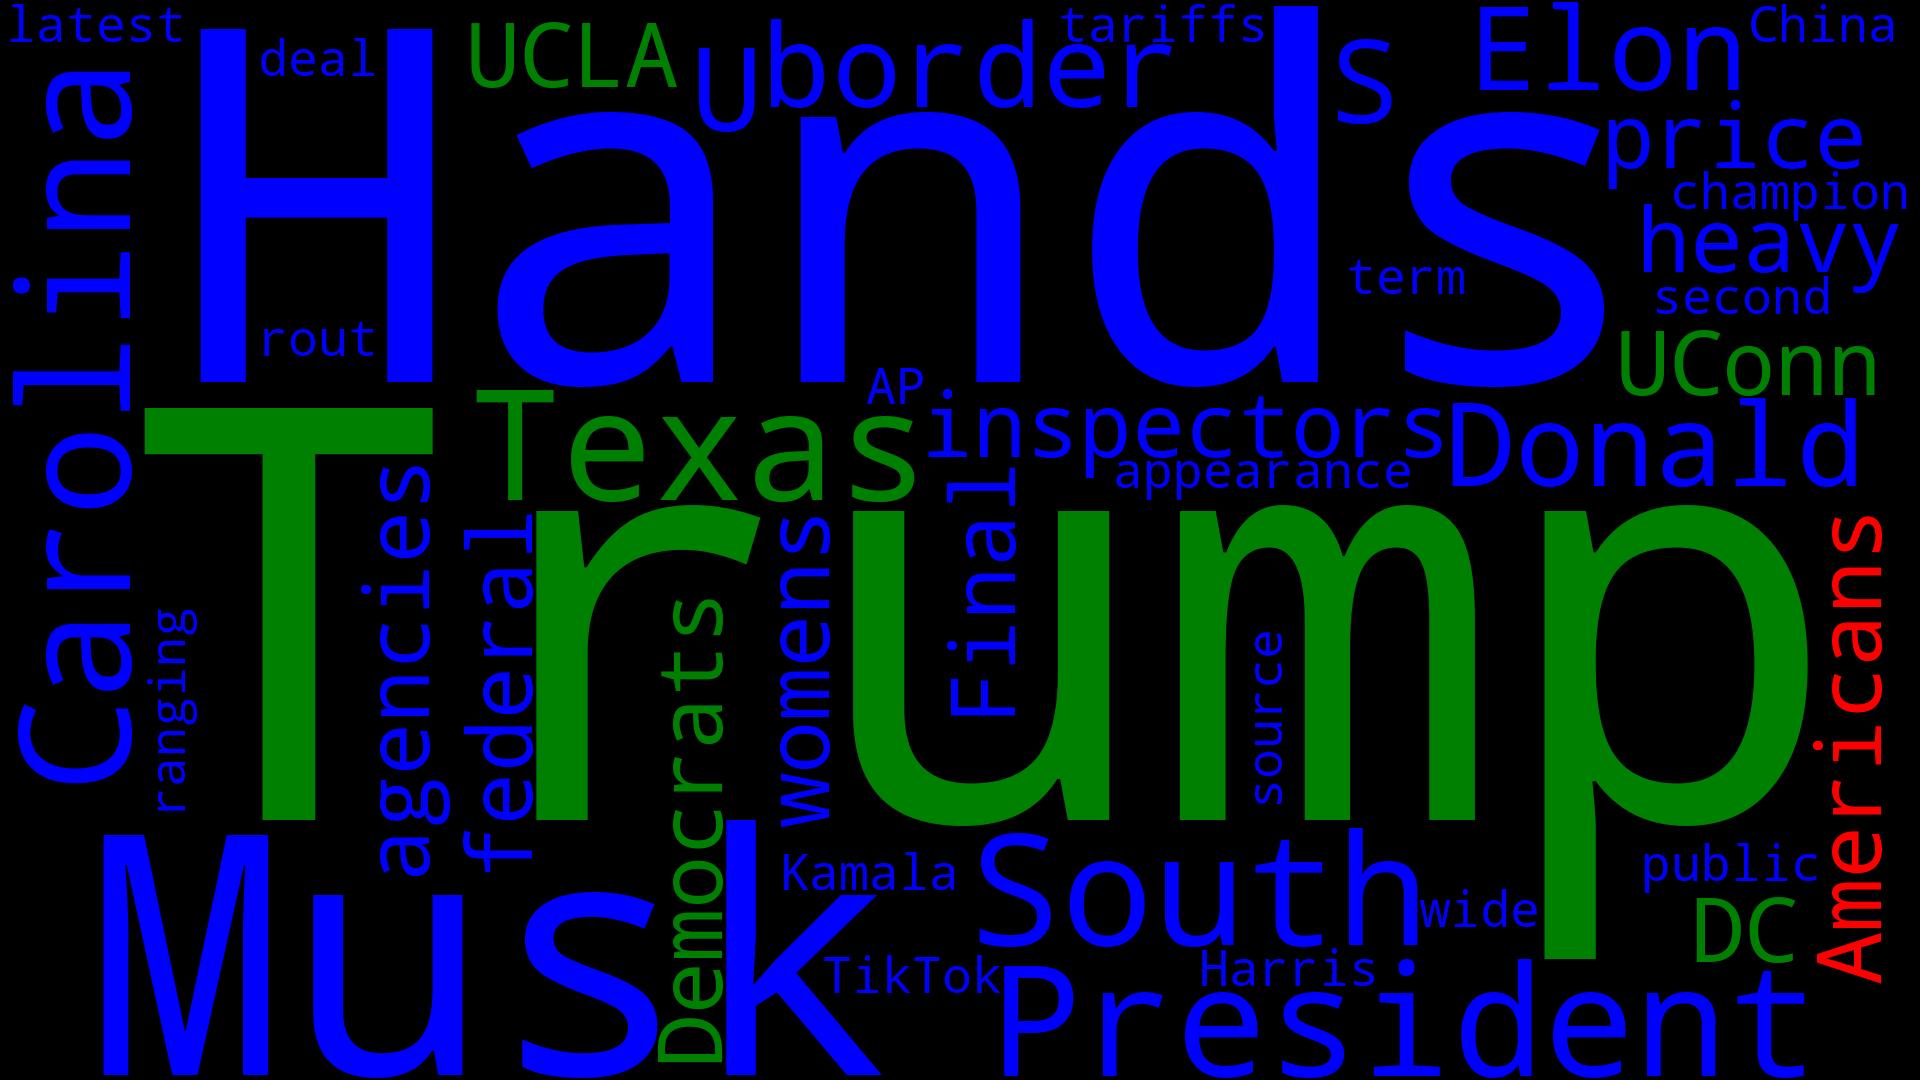 latest
deal
UCLA
U
border
tariffs
S
Elon
China
price
champion
heavy
second
Hands
term
rout
UConn
Carolina
AP
Texas
inspectors
appearance
Donald
Trump
agencies
federal
womens
Final
source
ranging
Democrats
Americans
Musk
Kamala
South
wide
public
DC
TikTok
Harris
President